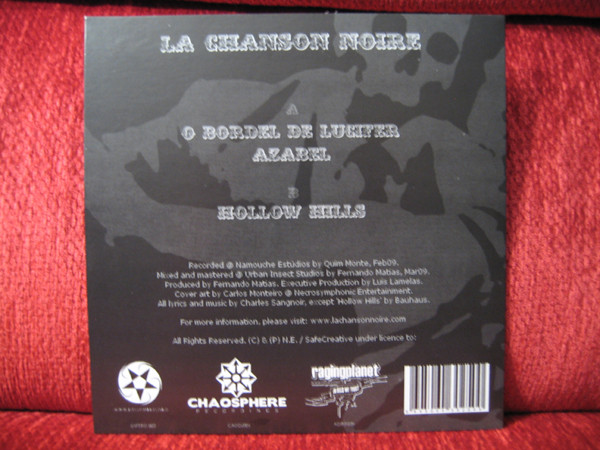 LA CHANSON NOIRE
A
O BORDEL DE LUCIFER
AZABEL
B
HOLLOW HILLS
Recorded @ Namouche Estúdios by Quim Monte, Feb09.
Mixed and mastered @ Urban Insect Studios by Fernando Matias, Mar09.
Produced by Fernando Matias. Executive Production by Luis Lamelas.
Cover art by Carlos Monteiro @ Necrosymphonic Entertainment.
All lyrics and music by Charles Sangnoir, except 'Hollow Hills' by Bauhaus.
For more information, please visit: www.lachansonnoire.com
All Rights Reserved. (C) & (P) N.E. / SafeCreative under licence to:
CHAOSPHERE
RECORDINGS
ragingplanet